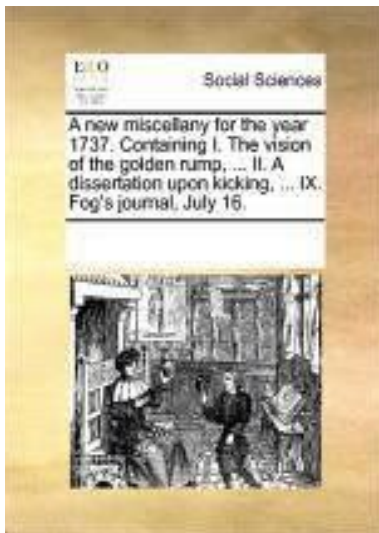 Social Sciences
A new miscellany for the year
1737. Containing I. The vision
of the golden rump, ... II. A
dissertation upon kicking, ... IX.
Fog's journal, July 16.